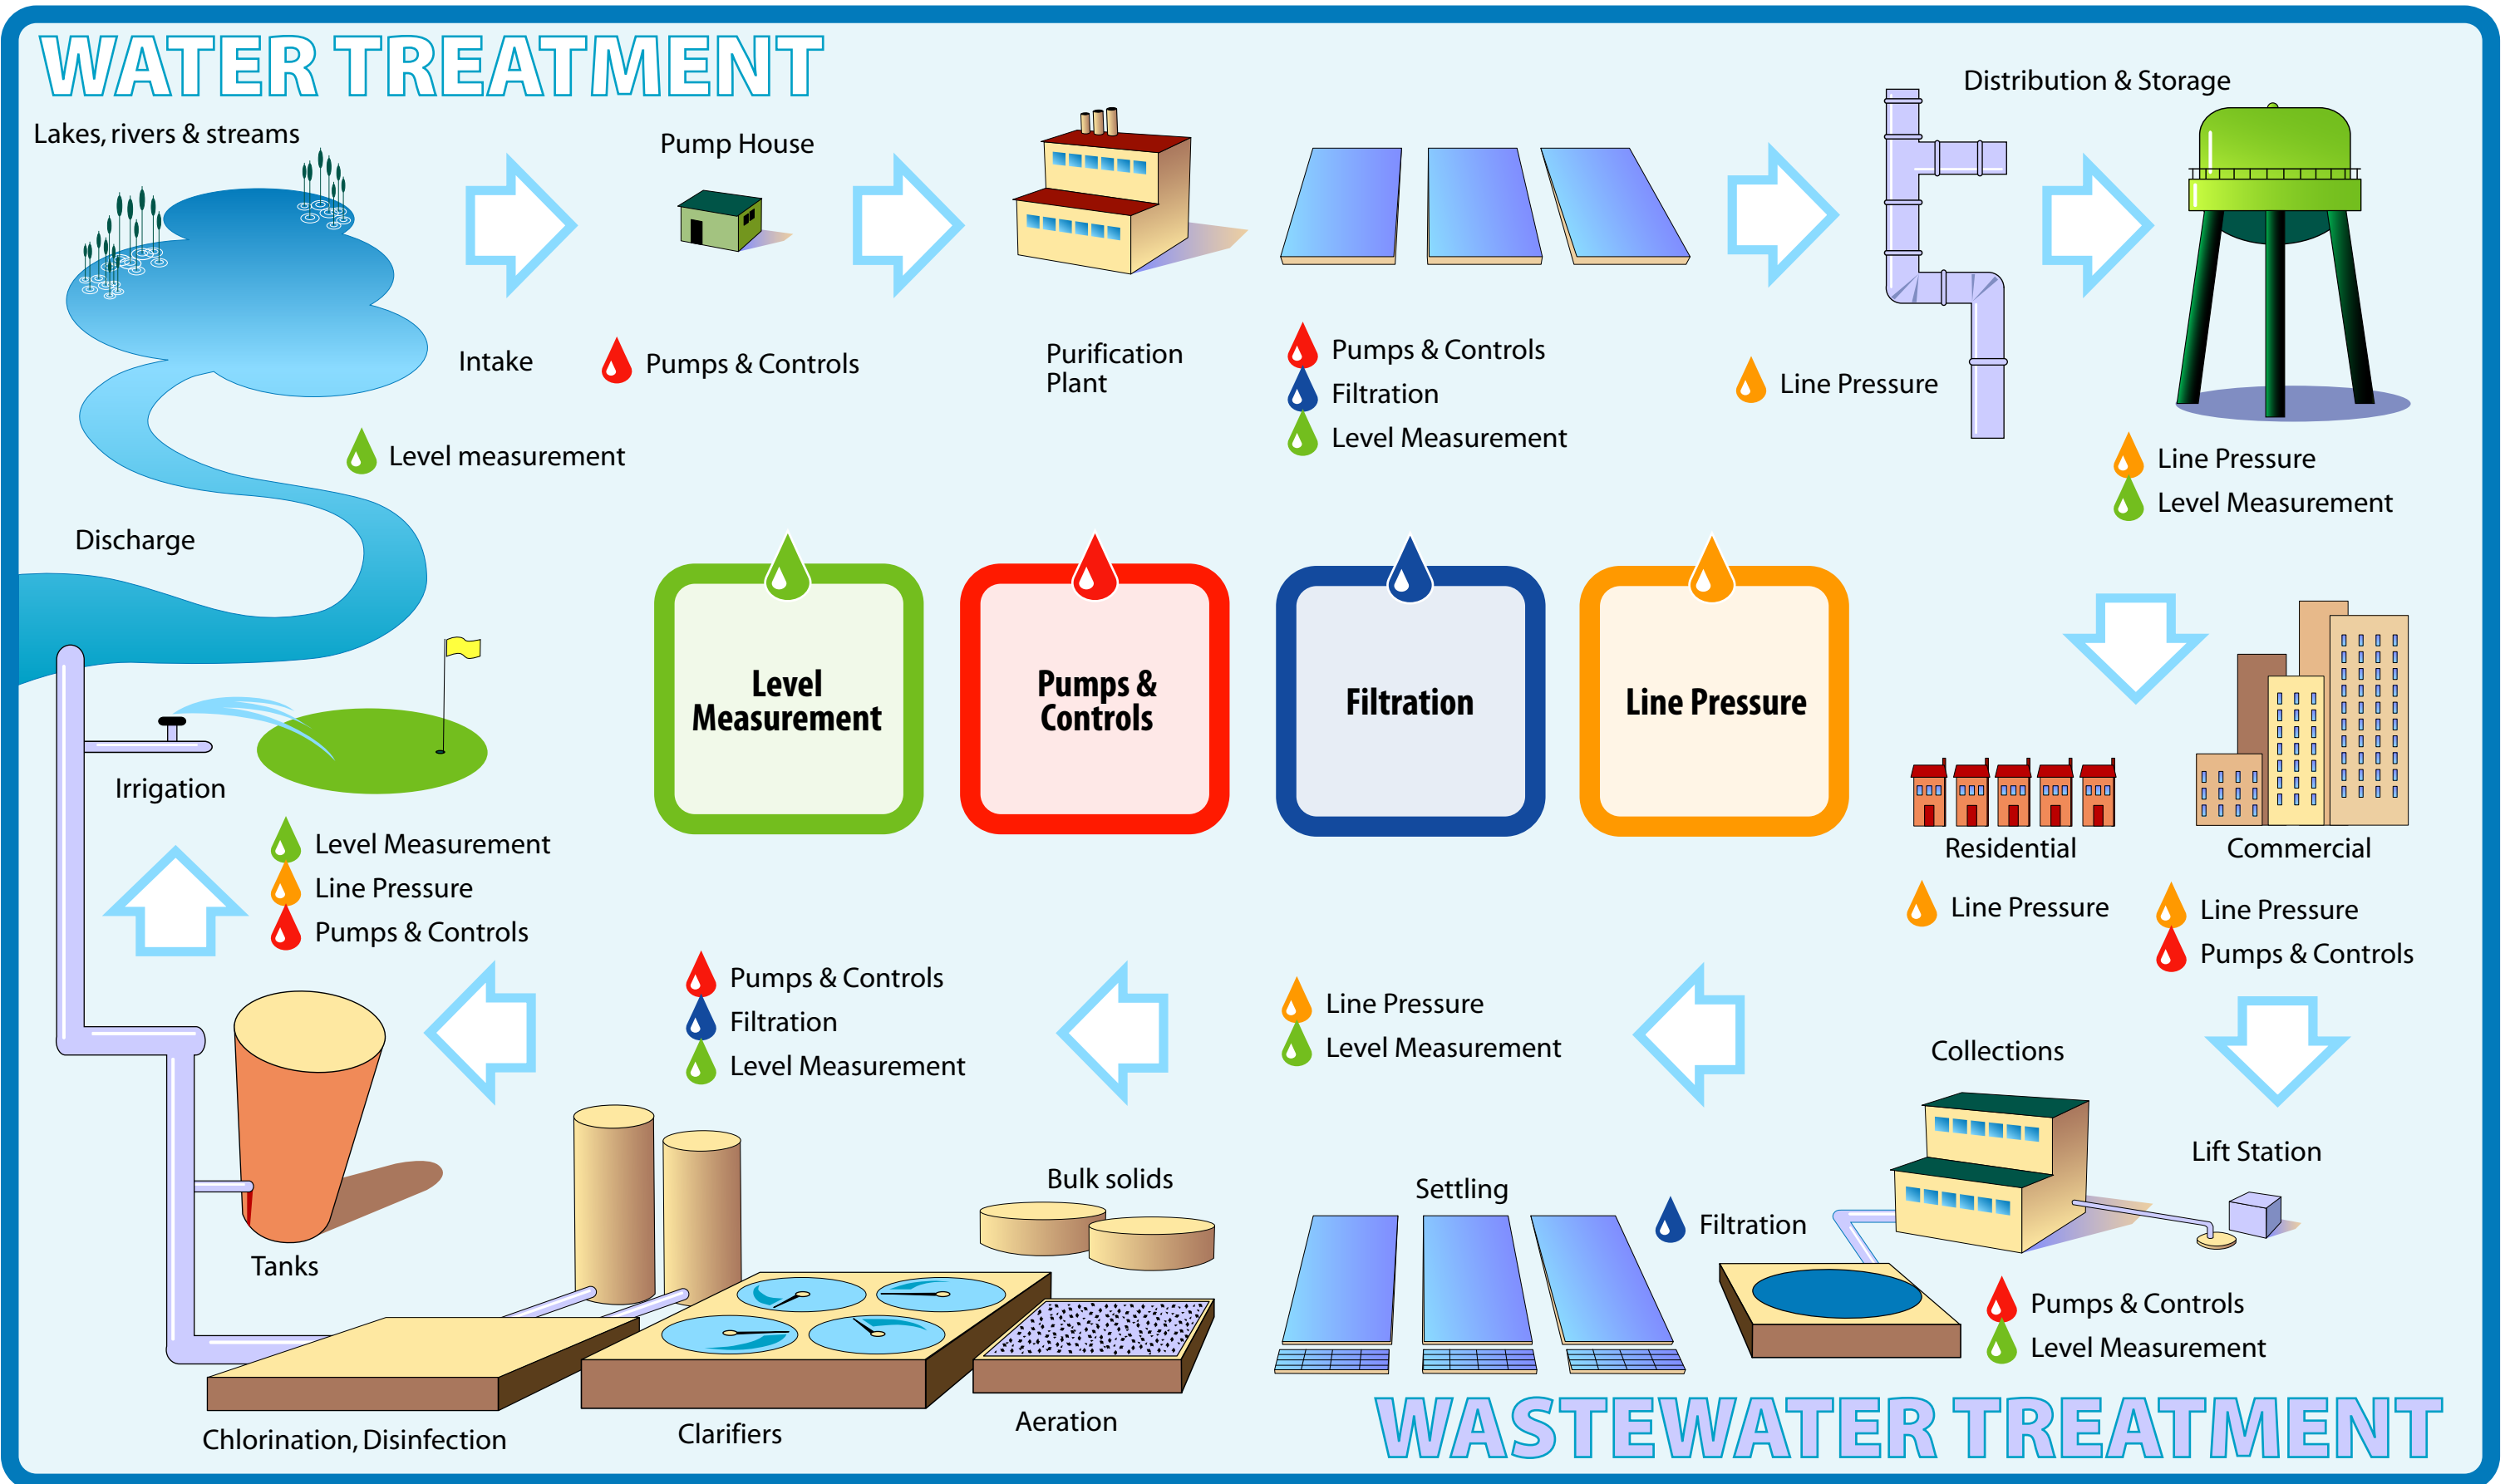 WATER TREATMENT
Lakes, rivers & streams
Pump House
Distribution & Storage
Intake
Pumps & Controls
Purification
Plant
Pumps & Controls
Filtration
Level Measurement
Line Pressure
Level measurement
Line Pressure
Level Measurement
Discharge
Level
Measurement
Pumps &
Controls
Filtration
Line Pressure
Irrigation
Level Measurement
Line Pressure
Pumps & Controls
Residential
Commercial
Line Pressure
Line Pressure
Pumps & Controls
Pumps & Controls
Filtration
Level Measurement
Line Pressure
Level Measurement
Collections
Lift Station
Bulk solids
Settling
Filtration
Tanks
Pumps & Controls
Level Measurement
Chlorination, Disinfection
Clarifiers
Aeration
WASTEWATER TREATMENT